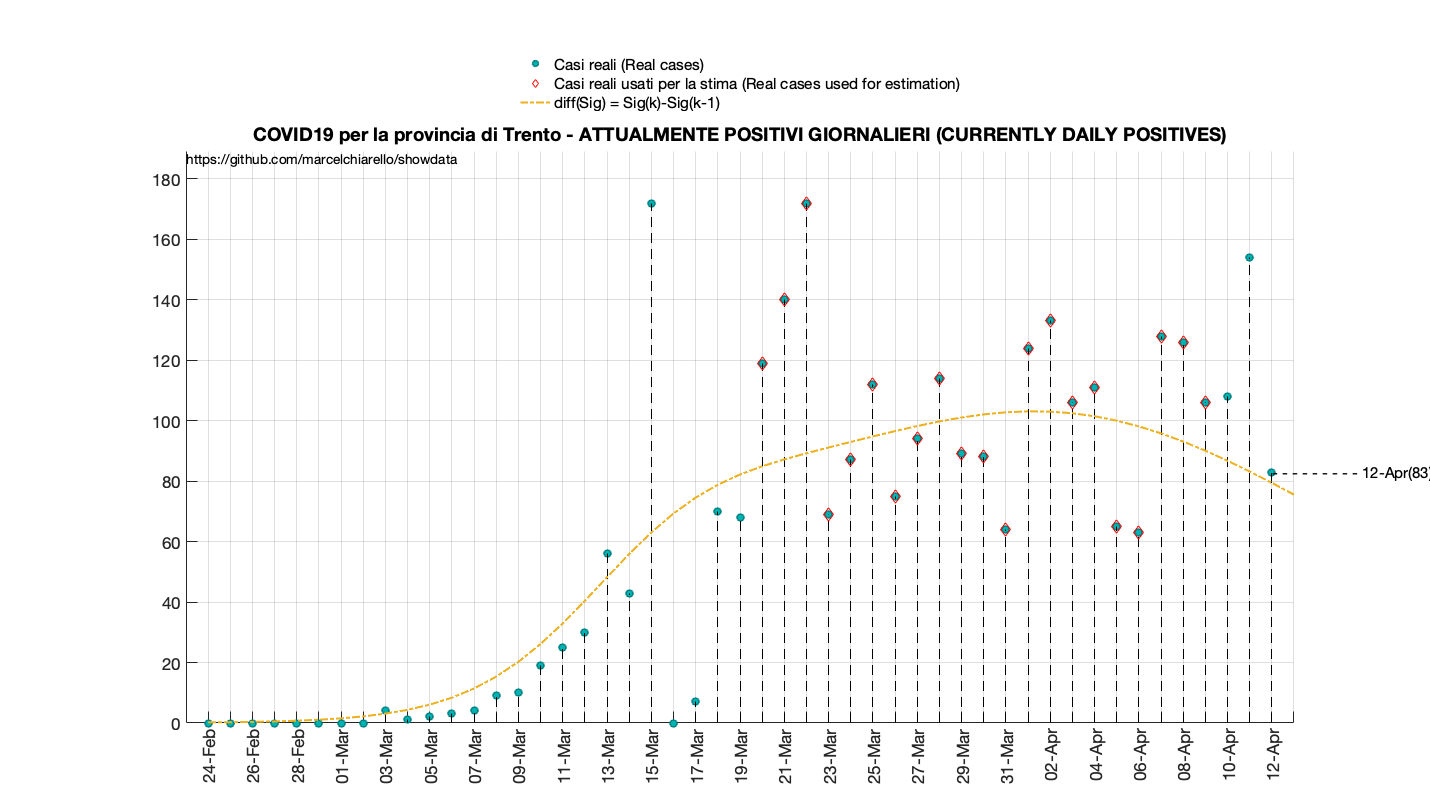 Casi reali (Real cases)
Casi reali usati per la stima (Real cases used for estimation)
diff(Sig) = Sig(k)-Sig(k-1)
COVID19 per la provincia di Trento - ATTUALMENTE POSITIVI GIORNALIERI (CURRENTLY DAILY POSITIVES)
https://github.com/marcelchiarello/showdata
180
160
140
120
100
80
60
40
20
0
12-Apr(83)
24-Feb
26-Feb
28-Feb
01-Mar
03-Mar
05-Mar
07-Mar
09-Mar
11-Mar
13-Mar
15-Mar
17-Mar
19-Mar
21-Mar
23-Mar
25-Mar
27-Mar
29-Mar
31-Mar
02-Apr
04-Apr
06-Apr
08-Apr
10-Apr
12-Apr